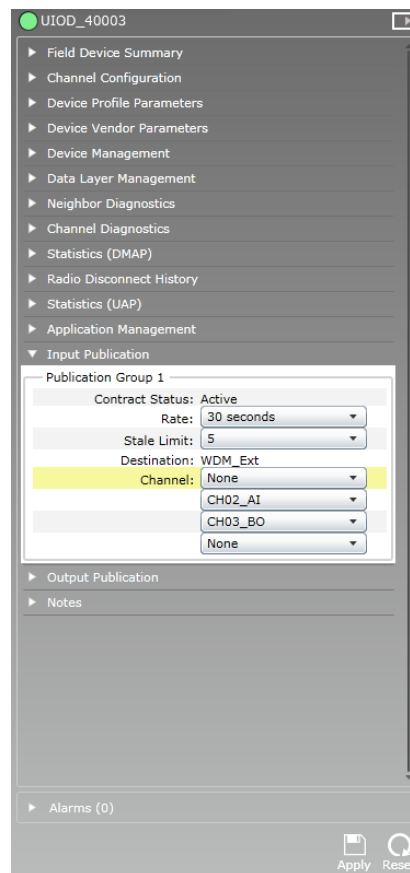 UIOD_40003
Field Device Summary
Channel Configuration
Device Profile Parameters
Device Vendor Parameters
Device Management
Data Layer Management
Neighbor Diagnostics
Channel Diagnostics
Statistics (DMAP)
Radio Disconnect History
Statistics (UAP)
Application Management
Input Publication
Publication Group 1
Contract Status: Active
Rate: 30 seconds
Stale Limit: 5
Destination: WDM_Ext
Channel: None
CH02_AI
CH03_BO
None
Output Publication
Notes
Alarms (0)
Apply Rese